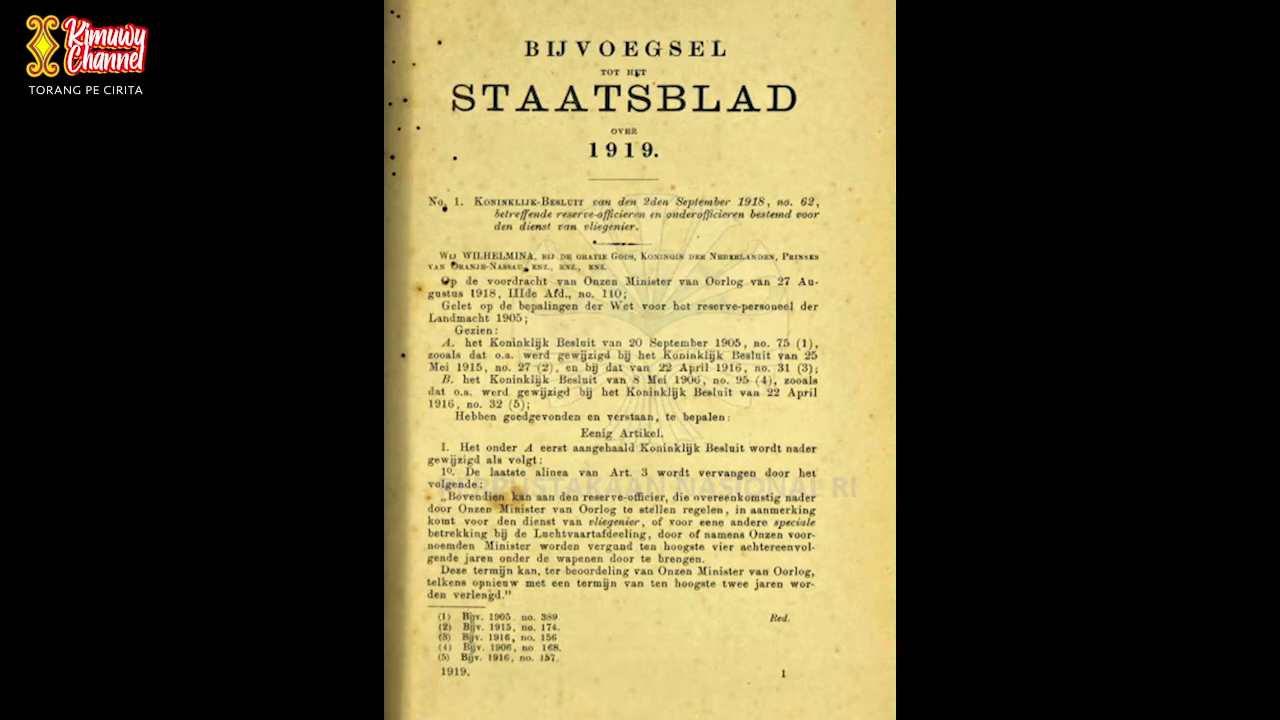 Kimuwy
Channel
TORANG PE CIRITA
BIJVOEGSEL
TOT HET
STAATSBLAD
OVER
1919.
No. 1. KONINKLIJK-BESLUIT van den 2den September 1918, no. 62,
betreffende reserve-officieren en onderofficieren bestemd voor
den dienst van vliegenier.
WIJ WILHELMINA, BIJ DE GRATIE GODS, KONINGIN DER NEDERLANDEN, PRINSES
VAN ORANJE-NASSAU, ENZ., ENZ., ENZ.
Op de voordracht van Onzen Minister van Oorlog van 27 Au-
gustus 1918, IIIde Afd., no. 110;
Gelet op de bepalingen der Wet voor het reserve-personeel der
Landmacht 1905;
Gezien:
A. het Koninklijk Besluit van 20 September 1905, no. 75 (1),
zooals dat o.a. werd gewijzigd bij het Koninklijk Besluit van 25
Mei 1915, no. 27 (2), en bij dat van 22 April 1916, no. 31 (3);
B. het Koninklijk Besluit van 8 Mei 1906, no. 95 (4), zooals
dat o.a. werd gewijzigd bij het Koninklijk Besluit van 22 April
1916, no. 32 (5);
Hebben goedgevonden en verstaan, te bepalen:
Eenig Artikel.
I. Het onder A eerst aangehaald Koninklijk Besluit wordt nader
gewijzigd als volgt:
1º. De laatste alinea van Art. 3 wordt vervangen door het
volgende:
PERPUSTAKAAN NASIONAL RI
„Bovendien kan aan den reserve-officier, die overeenkomstig nader
door Onzen Minister van Oorlog te stellen regelen, in aanmerking
komt voor den dienst van vliegenier, of voor eene andere speciale
betrekking bij de Luchtvaartafdeeling, door of namens Onzen voor-
noemden Minister worden vergund ten hoogste vier achtereenvol-
gende jaren onder de wapenen door te brengen.
Deze termijn kan, ter beoordeling van Onzen Minister van Oorlog,
telkens opnieuw met een termijn van ten hoogste twee jaren wor-
den verlengd."
(1) Bijv. 1905. no. 389. Red.
(2) Bijv. 1915, no. 174.
(3) Bijv. 1916, no. 156
(4) Bijv. 1906, no 168.
(5) Bijv. 1916, no. 157.
1919. 1